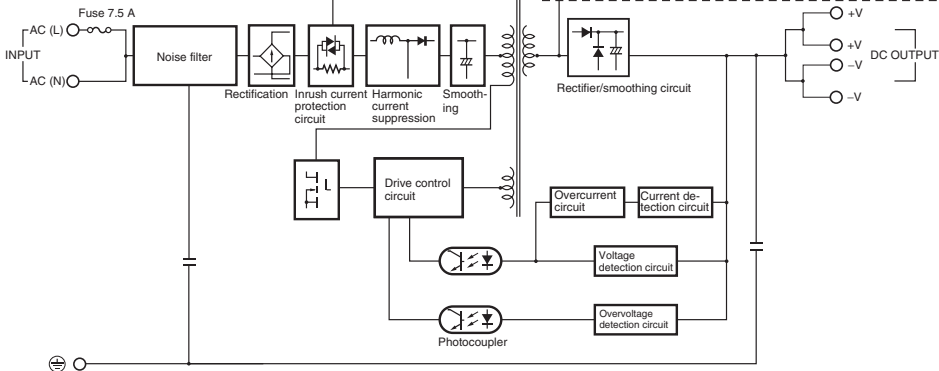 Fuse 7.5 A
AC (L)
INPUT
AC (N)
Noise filter
Rectification
Inrush current
protection
circuit
Harmonic
current
suppression
Smooth-
ing
Rectifier/smoothing circuit
+V
+V
DC OUTPUT
−V
−V
Drive control
circuit
Overcurrent
circuit
Current de-
tection circuit
Voltage
detection circuit
Overvoltage
detection circuit
Photocoupler